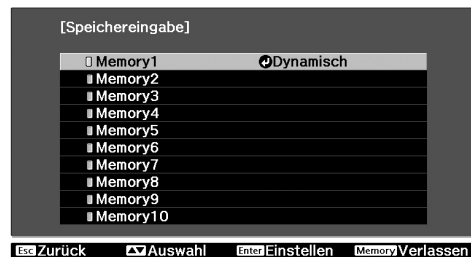 [Speichereingabe]
Memory1 Dynamisch
Memory2
Memory3
Memory4
Memory5
Memory6
Memory7
Memory8
Memory9
Memory10
Esc Zurück Auswahl Enter Einstellen Memory Verlassen